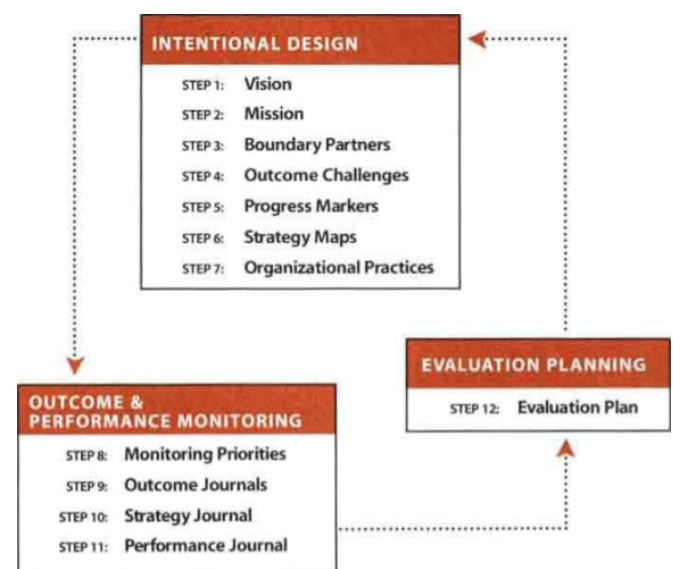 INTENTIONAL DESIGN
STEP 1: Vision
STEP 2: Mission
STEP 3: Boundary Partners
STEP 4: Outcome Challenges
STEP 5: Progress Markers
STEP 6: Strategy Maps
STEP 7: Organizational Practices
EVALUATION PLANNING
STEP 12: Evaluation Plan
OUTCOME &
PERFORMANCE MONITORING
STEP 8: Monitoring Priorities
STEP 9: Outcome Journals
STEP 10: Strategy Journal
STEP 11: Performance Journal